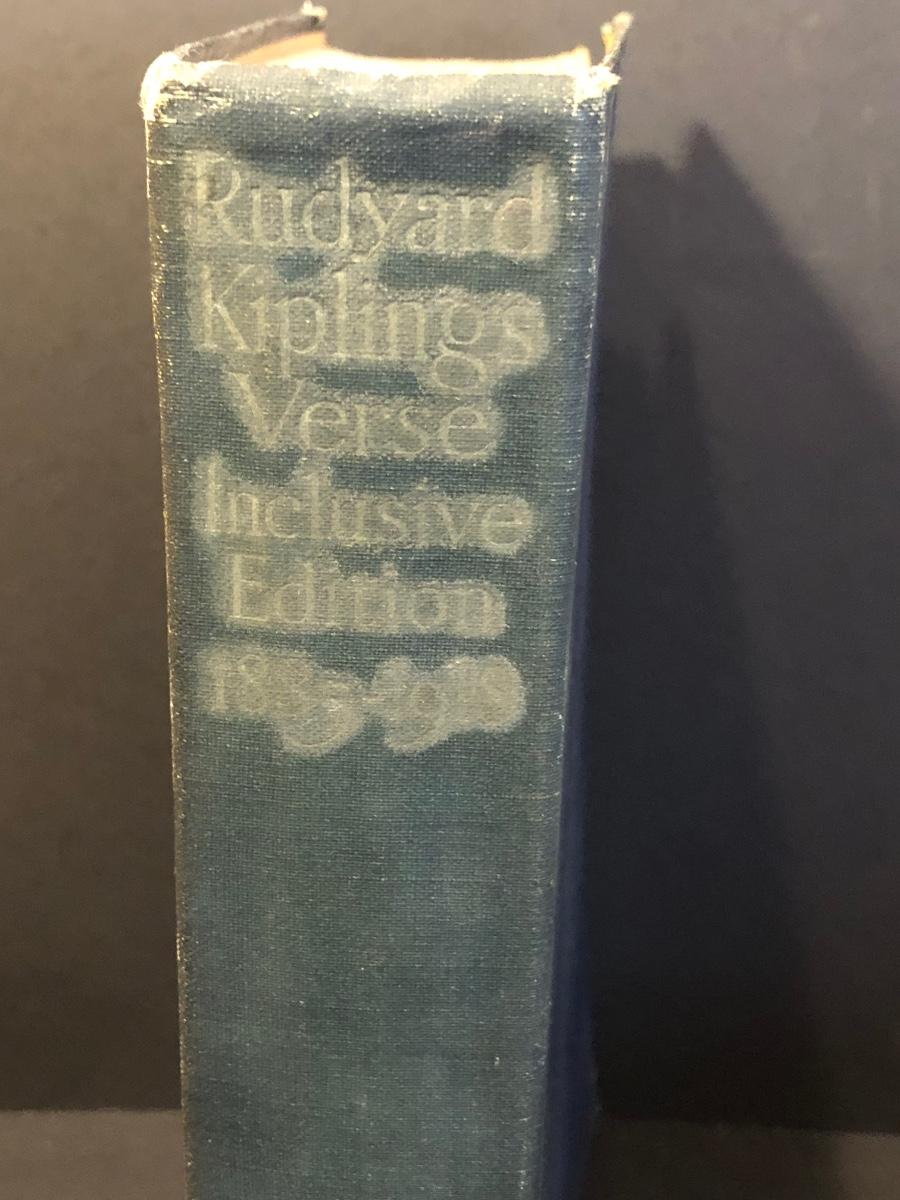 Rudyard
Kipling's
Verse
Inclusive
Edition
1885-1918